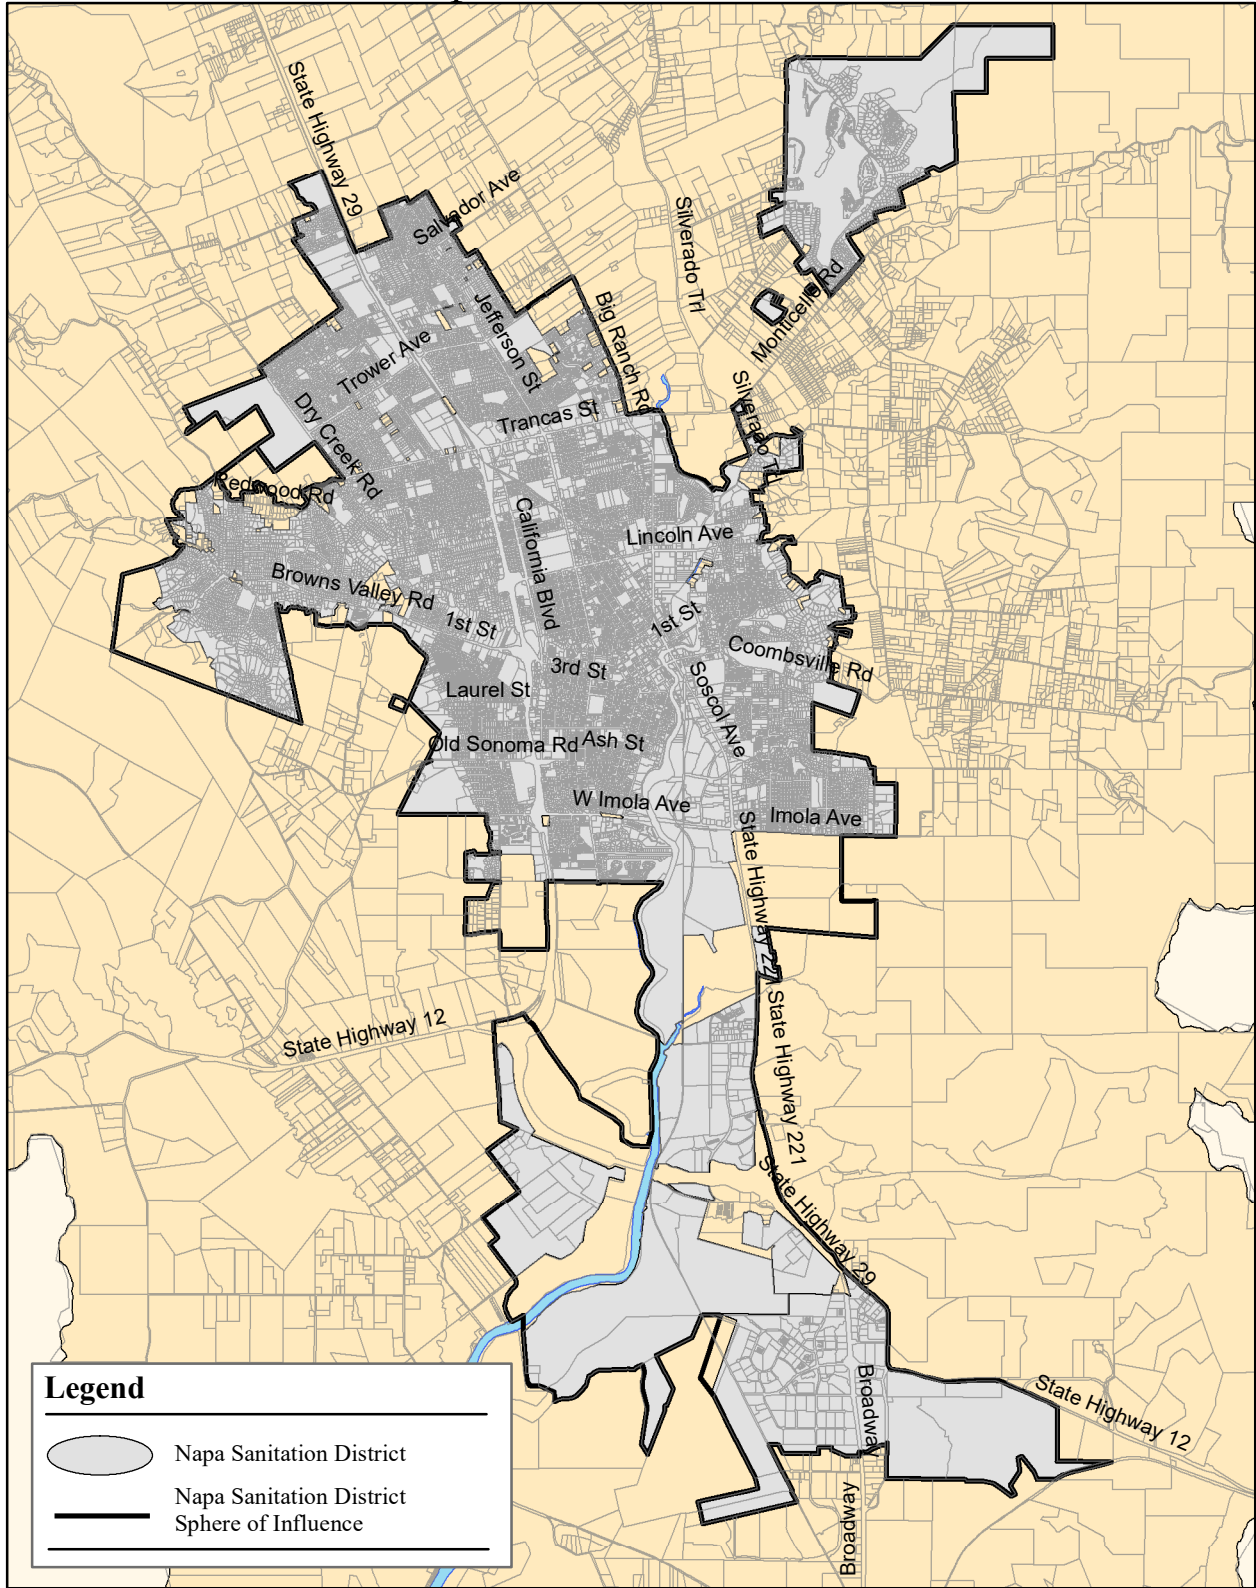 State Highway 29
Salvador Ave
Silverado Trl
Big Ranch Rd
Monticello Rd
Jefferson St
Trower Ave
Silverado Trl
Trancas St
Dry Creek Rd
Redwood Rd
California Blvd
Lincoln Ave
Browns Valley Rd
1st St
1st St
Coombsville Rd
3rd St
Soscol Ave
Laurel St
Old Sonoma Rd
Ash St
W Imola Ave
Imola Ave
State Highway 221
State Highway 12
State Highway 221
State Highway 29
Broadway
State Highway 12
Broadway
Legend
Napa Sanitation District
Napa Sanitation District
Sphere of Influence